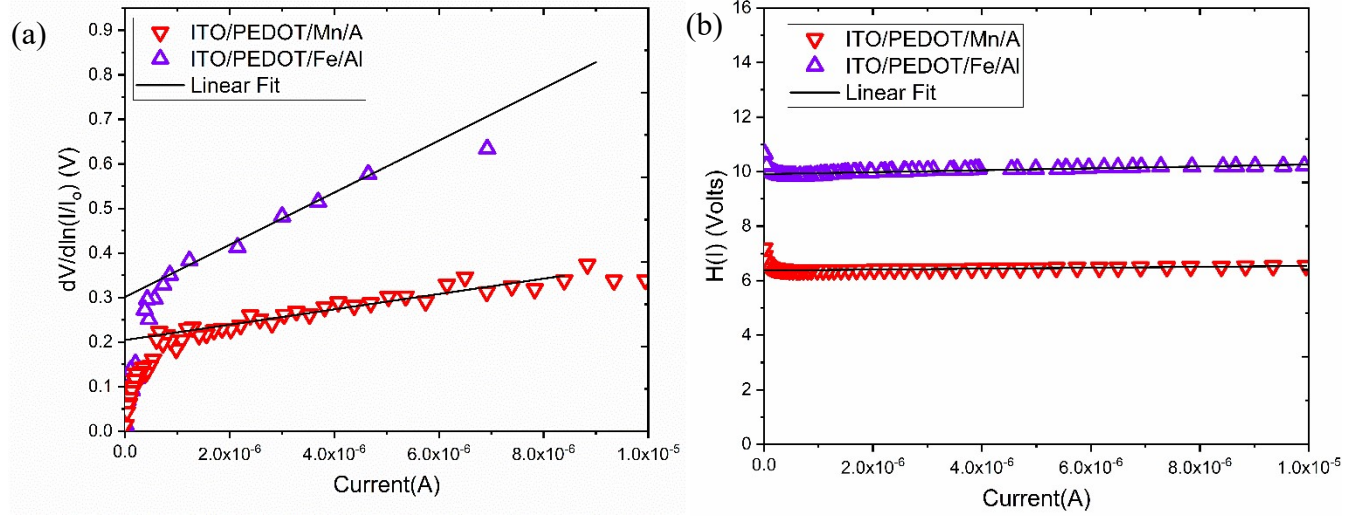 (a)
ITO/PEDOT/Mn/A
ITO/PEDOT/Fe/Al
Linear Fit
dV/dln(I/Io) (V)
0.9
0.8
0.7
0.6
0.5
0.4
0.3
0.2
0.1
0.0
0.0
2.0x10⁻⁶
4.0x10⁻⁶
6.0x10⁻⁶
8.0x10⁻⁶
1.0x10⁻⁵
Current(A)
(b)
ITO/PEDOT/Mn/A
ITO/PEDOT/Fe/Al
Linear Fit
H(I) (Volts)
16
14
12
10
8
6
4
2
0
0.0
2.0x10⁻⁶
4.0x10⁻⁶
6.0x10⁻⁶
8.0x10⁻⁶
1.0x10⁻⁵
Current(A)